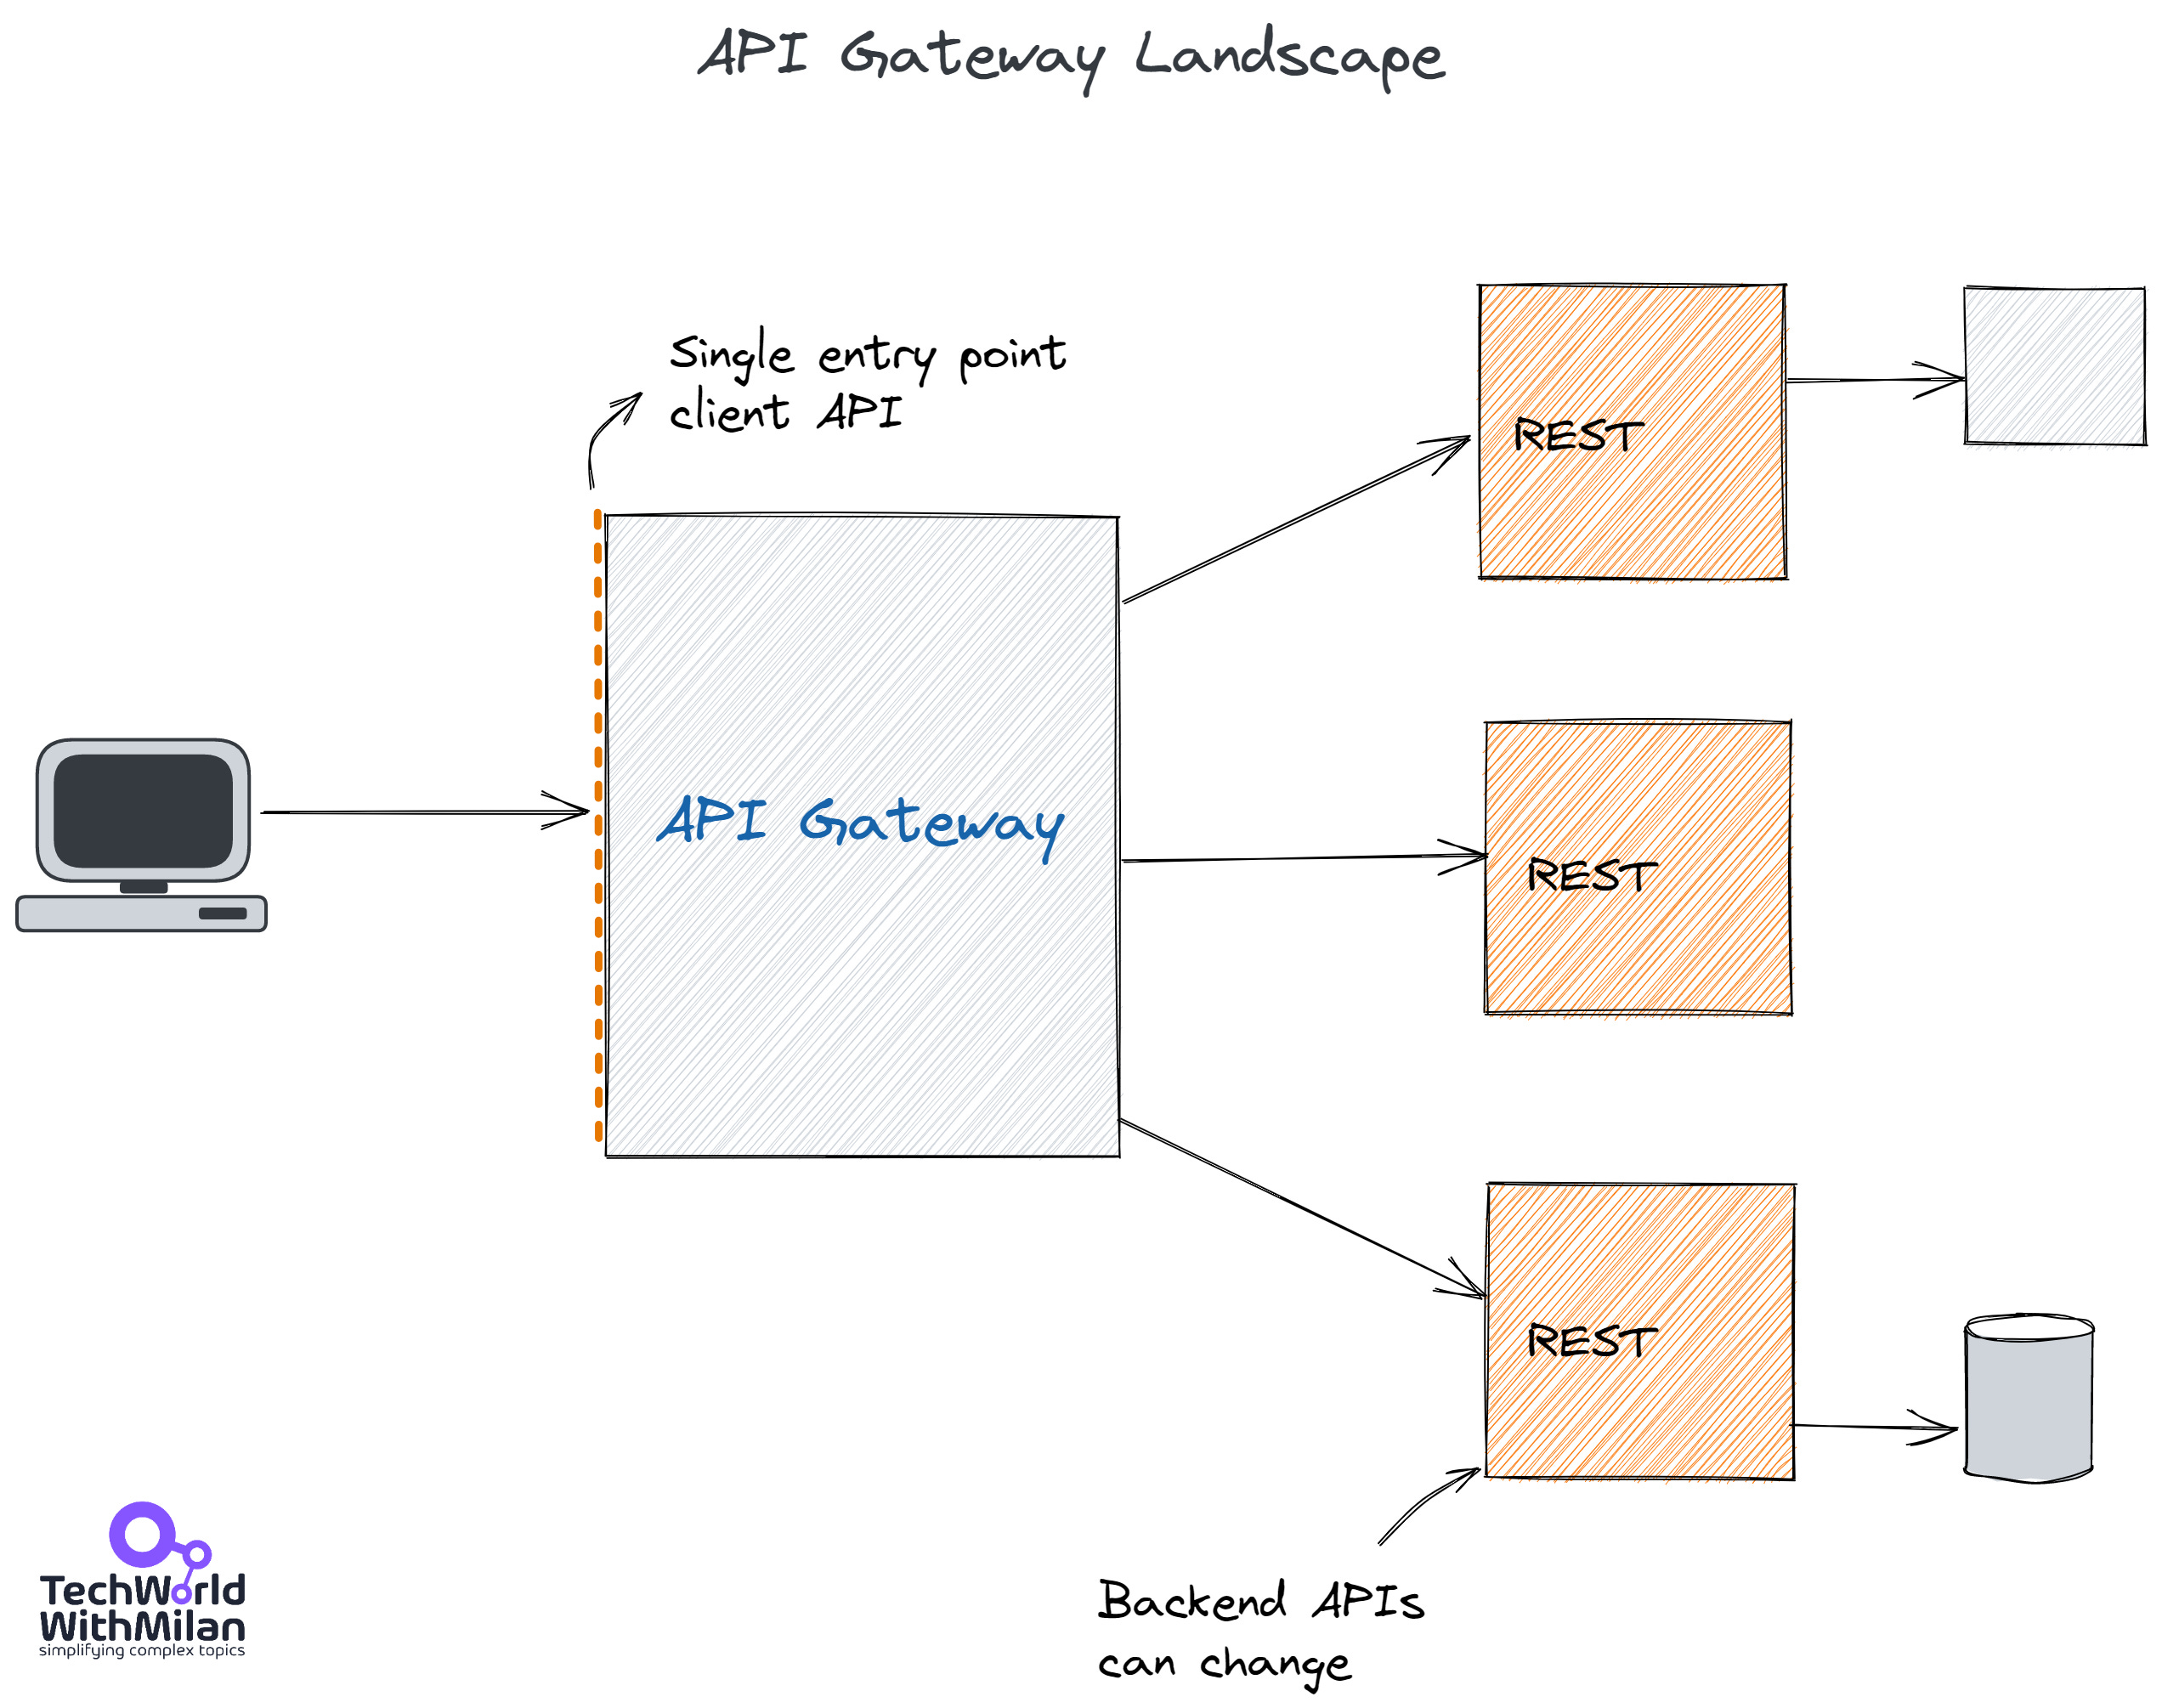 API Gateway Landscape
Single entry point
client API
REST
API Gateway
REST
REST
Backend APIs
can change
TechWorld
WithMilan
simplifying complex topics